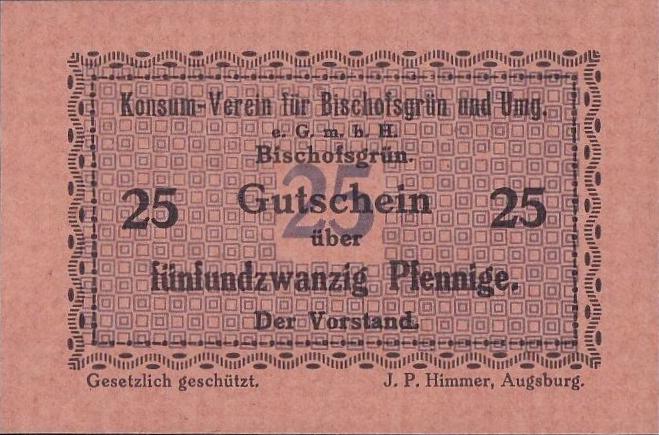 Konsum-Verein für Bischofsgrün und Umg.
e. G. m. b. H.
Bischofsgrün.
25 Gutschein 25
25
über
fünfundzwanzig Pfennige.
Der Vorstand.
Gesetzlich geschützt. J. P. Himmer, Augsburg.